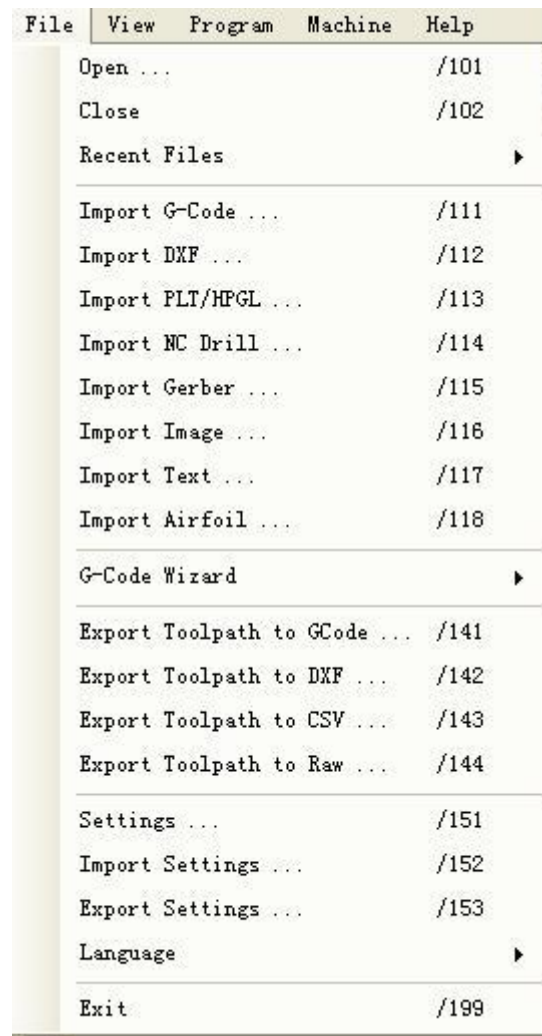 File View Program Machine Help
Open ... /101
Close /102
Recent Files
Import G-Code ... /111
Import DXF ... /112
Import PLT/HPGL ... /113
Import NC Drill ... /114
Import Gerber ... /115
Import Image ... /116
Import Text ... /117
Import Airfoil ... /118
G-Code Wizard
Export Toolpath to GCode ... /141
Export Toolpath to DXF ... /142
Export Toolpath to CSV ... /143
Export Toolpath to Raw ... /144
Settings ... /151
Import Settings ... /152
Export Settings ... /153
Language
Exit /199